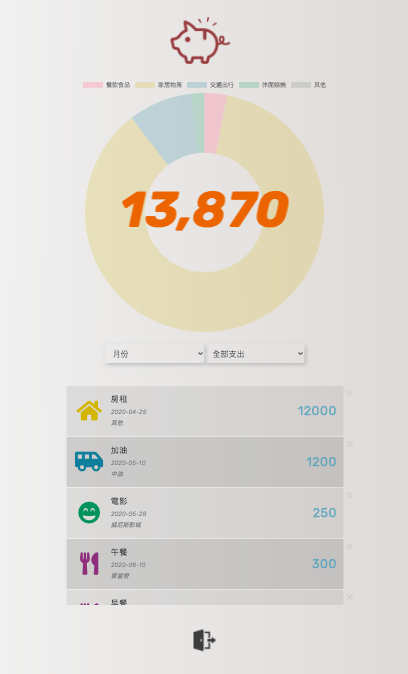 餐飲食品 家居物業 交通出行 休閒娛樂 其他
13,870
月份 全部支出
房租
2020-04-25
其他
12000
加油
2020-05-10
中油
1200
電影
2020-05-28
威尼斯影城
250
午餐
2020-06-10
麥當勞
300
早餐